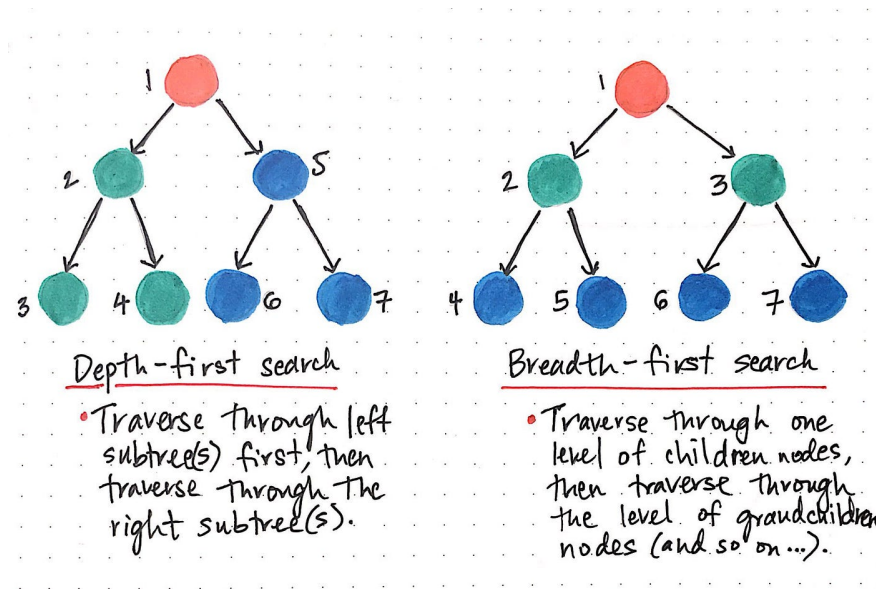 1
2
5
3
4
6
7
Depth-first search
• Traverse through left
subtree(s) first, then
traverse through the
right subtree(s).
1
2
3
4
5
6
7
Breadth-first search
• Traverse through one
level of children nodes,
then traverse through
the level of grandchildren
nodes (and so on...).